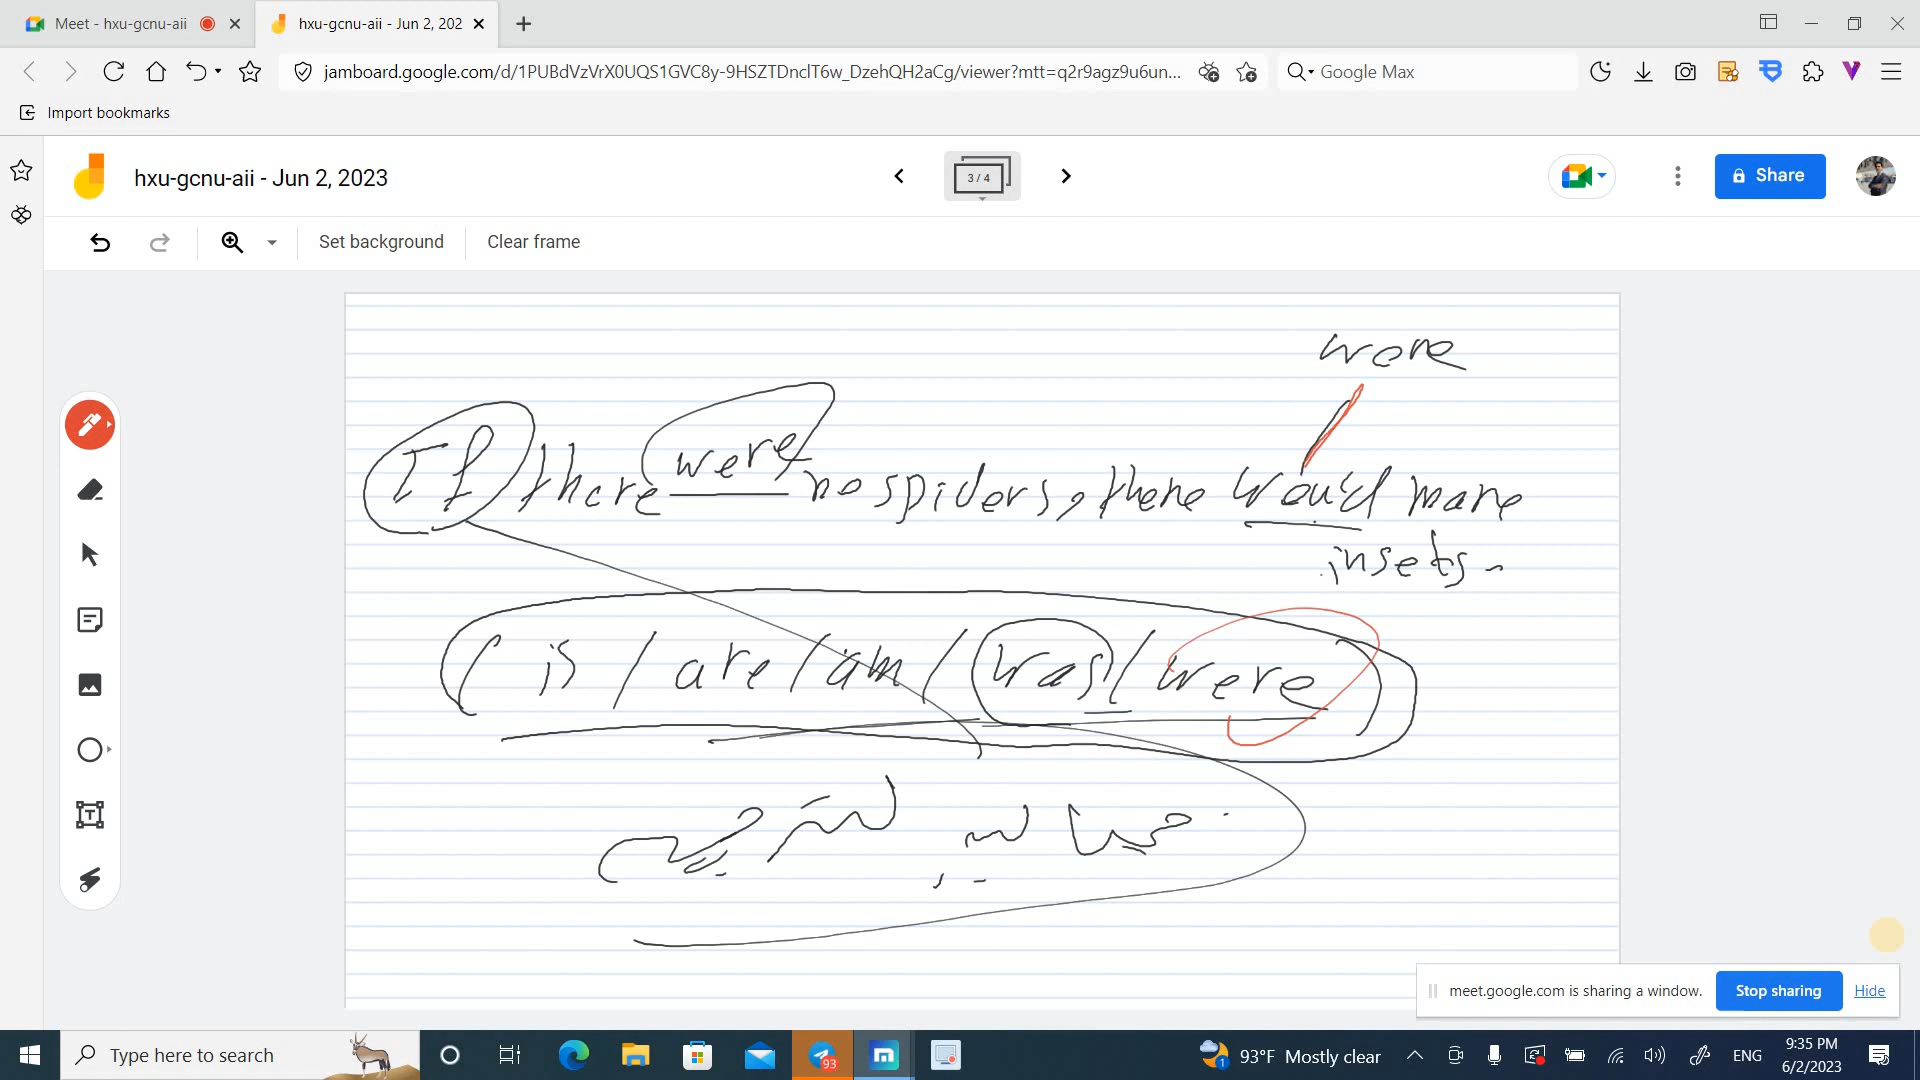 Meet - hxu-gcnu-aii
hxu-gcnu-aii - Jun 2, 202
jamboard.google.com/d/1PUBdVzVrX0UQS1GVC8y-9HSZTDnclT6w_DzehQH2aCg/viewer?mtt=q2r9agz9u6un...
Google Max
Import bookmarks
hxu-gcnu-aii - Jun 2, 2023
3 / 4
Share
Set background
Clear frame
were
If there were no spiders, there would more
insets.
( is / are / am / was / were )
meet.google.com is sharing a window.
Stop sharing
Hide
Type here to search
93
93°F Mostly clear
ENG
9:35 PM
6/2/2023